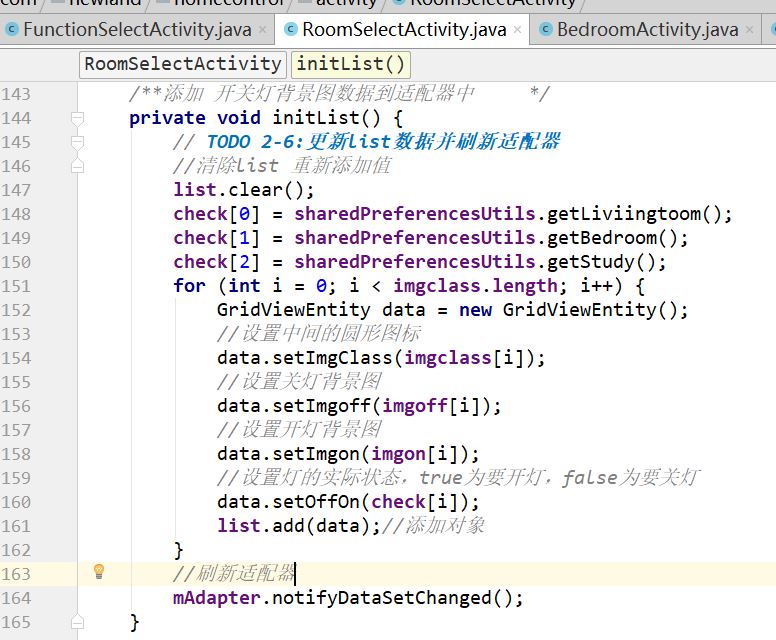 com newland homecontrol activity RoomSelectActivity
FunctionSelectActivity.java × RoomSelectActivity.java × BedroomActivity.java ×
RoomSelectActivity initList()
143 /**添加 开关灯背景图数据到适配器中 */
144 private void initList() {
145 // TODO 2-6:更新list数据并刷新适配器
146 //清除list 重新添加值
147 list.clear();
148 check[0] = sharedPreferencesUtils.getLiviingtoom();
149 check[1] = sharedPreferencesUtils.getBedroom();
150 check[2] = sharedPreferencesUtils.getStudy();
151 for (int i = 0; i < imgclass.length; i++) {
152 GridViewEntity data = new GridViewEntity();
153 //设置中间的圆形图标
154 data.setImgClass(imgclass[i]);
155 //设置关灯背景图
156 data.setImgoff(imgoff[i]);
157 //设置开灯背景图
158 data.setImgon(imgon[i]);
159 //设置灯的实际状态，true为要开灯，false为要关灯
160 data.setOffOn(check[i]);
161 list.add(data);//添加对象
162 }
163 //刷新适配器
164 mAdapter.notifyDataSetChanged();
165 }